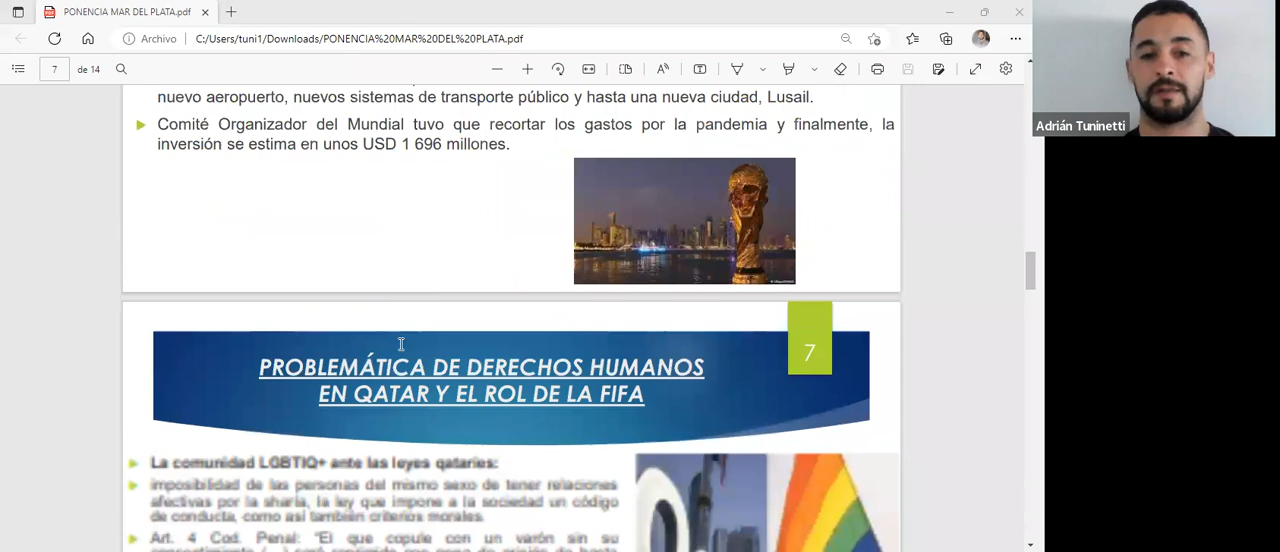 PONENCIA MAR DEL PLATA.pdf
Archivo C:/Users/tuni1/Downloads/PONENCIA%20MAR%20DEL%20PLATA.pdf
7 de 14
nuevo aeropuerto, nuevos sistemas de transporte público y hasta una nueva ciudad, Lusail.
Comité Organizador del Mundial tuvo que recortar los gastos por la pandemia y finalmente, la
inversión se estima en unos USD 1 696 millones.
7
PROBLEMÁTICA DE DERECHOS HUMANOS
EN QATAR Y EL ROL DE LA FIFA
La comunidad LGBTIQ+ ante las leyes qataríes:
imposibilidad de las personas del mismo sexo de tener relaciones
afectivas por la sharia, la ley que impone a la sociedad un código
de conducta, como así también criterios morales.
Art. 4 Cod. Penal: "El que copule con un varón sin su
Adrián Tuninetti